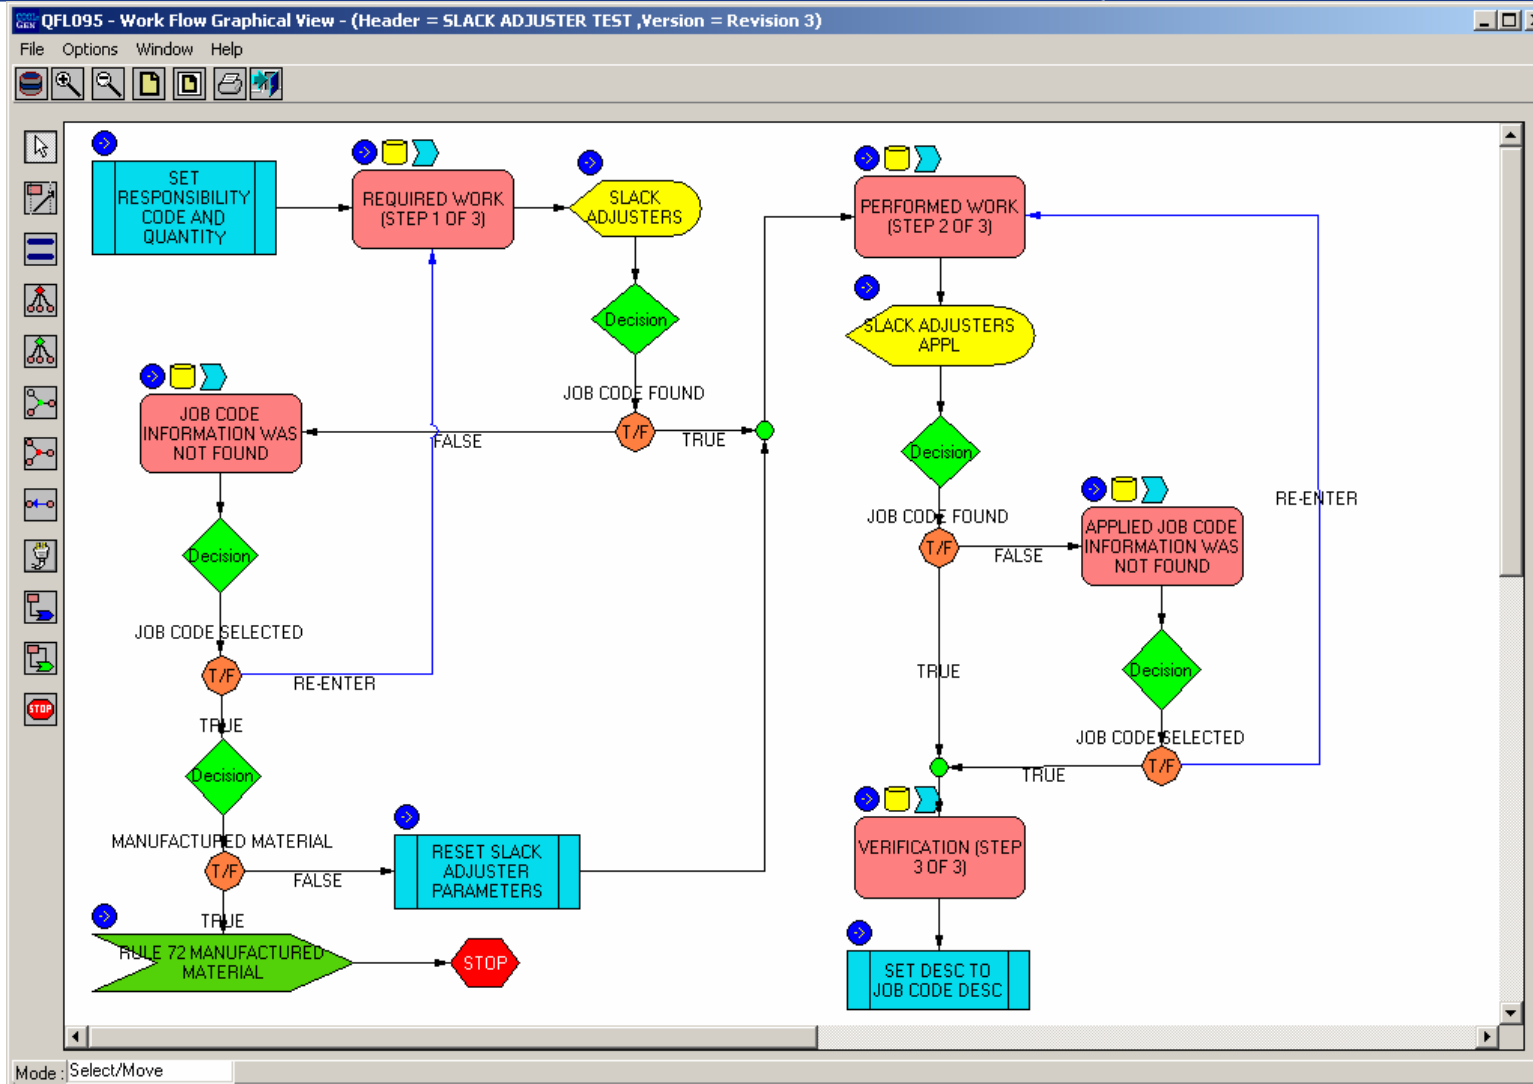 QFL095 - Work Flow Graphical View - (Header = SLACK ADJUSTER TEST ,Version = Revision 3)
File Options Window Help
SET
RESPONSIBILITY
CODE AND
QUANTITY
REQUIRED WORK
(STEP 1 OF 3)
SLACK
ADJUSTERS
Decision
JOB CODE FOUND
T/F
FALSE
TRUE
JOB CODE
INFORMATION WAS
NOT FOUND
Decision
JOB CODE SELECTED
T/F
RE-ENTER
TRUE
Decision
MANUFACTURED MATERIAL
T/F
FALSE
RESET SLACK
ADJUSTER
PARAMETERS
TRUE
RULE 72 MANUFACTURED
MATERIAL
STOP
PERFORMED WORK
(STEP 2 OF 3)
SLACK ADJUSTERS
APPL
Decision
JOB CODE FOUND
T/F
FALSE
APPLIED JOB CODE
INFORMATION WAS
NOT FOUND
RE-ENTER
Decision
JOB CODE SELECTED
T/F
TRUE
TRUE
VERIFICATION (STEP
3 OF 3)
SET DESC TO
JOB CODE DESC
STOP
Mode : Select/Move